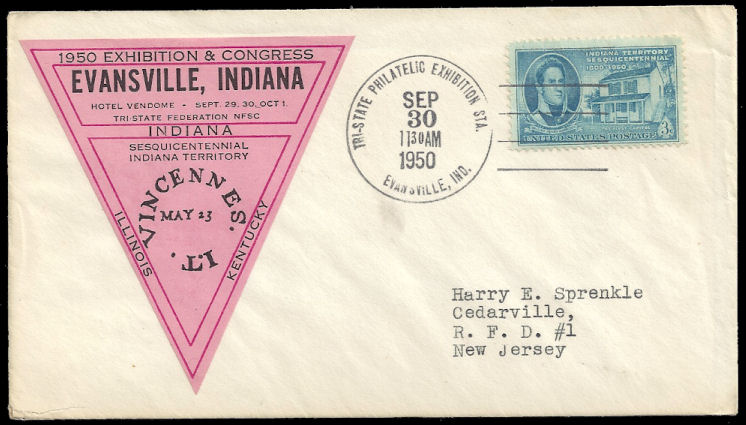 1950 EXHIBITION & CONGRESS
EVANSVILLE, INDIANA
HOTEL VENDOME - SEPT. 29, 30, OCT 1.
TRI-STATE FEDERATION NFSC
INDIANA
SESQUICENTENNIAL
INDIANA TERRITORY
VINCENNES. I.T.
MAY 23
ILLINOIS
KENTUCKY
TRI-STATE PHILATELIC EXHIBITION STA.
SEP
30
11 30 AM
1950
EVANSVILLE, IND.
INDIANA TERRITORY
SESQUICENTENNIAL
1800-1950
3¢
UNITED STATES POSTAGE
Harry E. Sprenkle
Cedarville,
R. F. D. #1
New Jersey